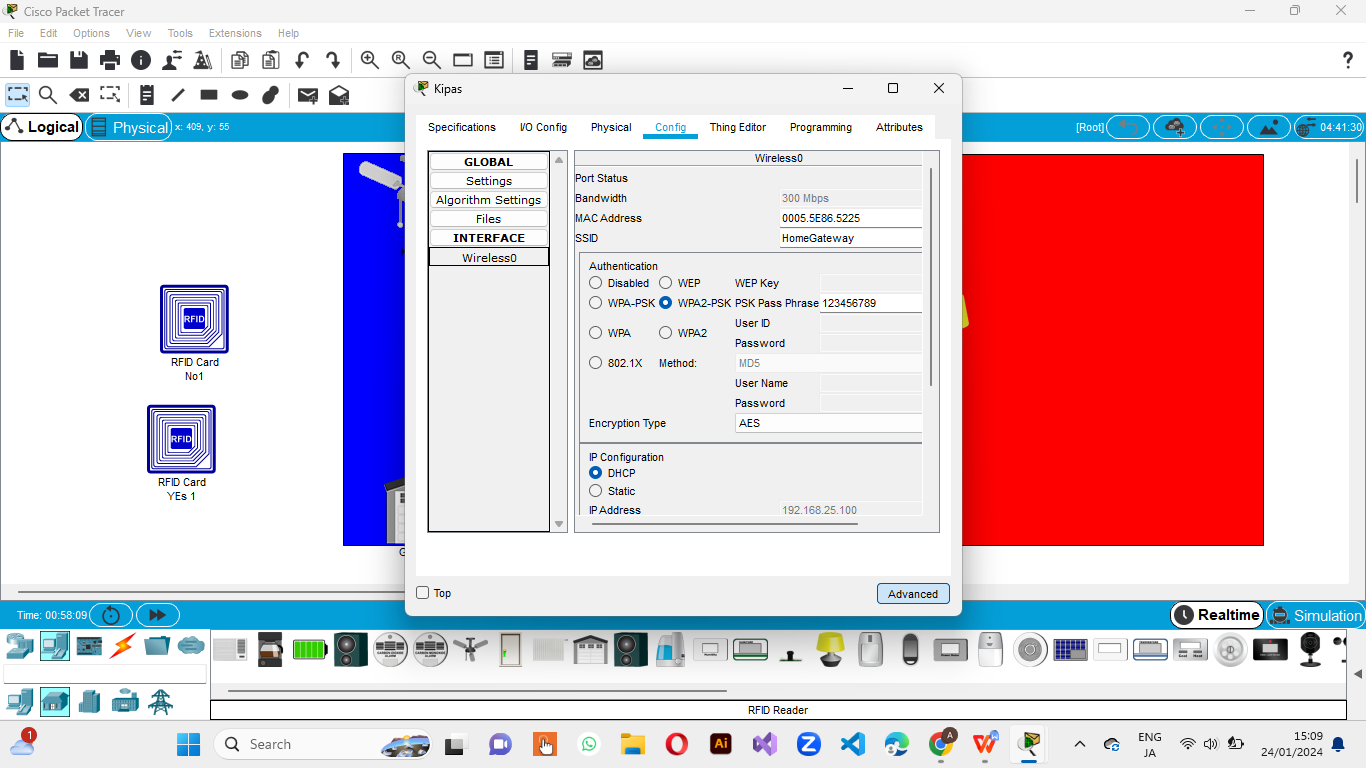 Cisco Packet Tracer
File Edit Options View Tools Extensions Help
Kipas
Logical Physical x: 409, y: 55
[Root] 04:41:30
Specifications I/O Config Physical Config Thing Editor Programming Attributes
GLOBAL
Settings
Algorithm Settings
Files
INTERFACE
Wireless0
Wireless0
Port Status
Bandwidth 300 Mbps
MAC Address 0005.5E86.5225
SSID HomeGateway
Authentication
Disabled WEP WEP Key
WPA-PSK WPA2-PSK PSK Pass Phrase 123456789
User ID
WPA WPA2
Password
802.1X Method: MD5
User Name
Password
Encryption Type AES
IP Configuration
DHCP
Static
IP Address 192.168.25.100
Top Advanced
RFID
RFID Card
No1
RFID
RFID Card
YEs 1
G
Time: 00:58:09
Realtime Simulation
RFID Reader
1
Search
ENG
JA
15:09
24/01/2024